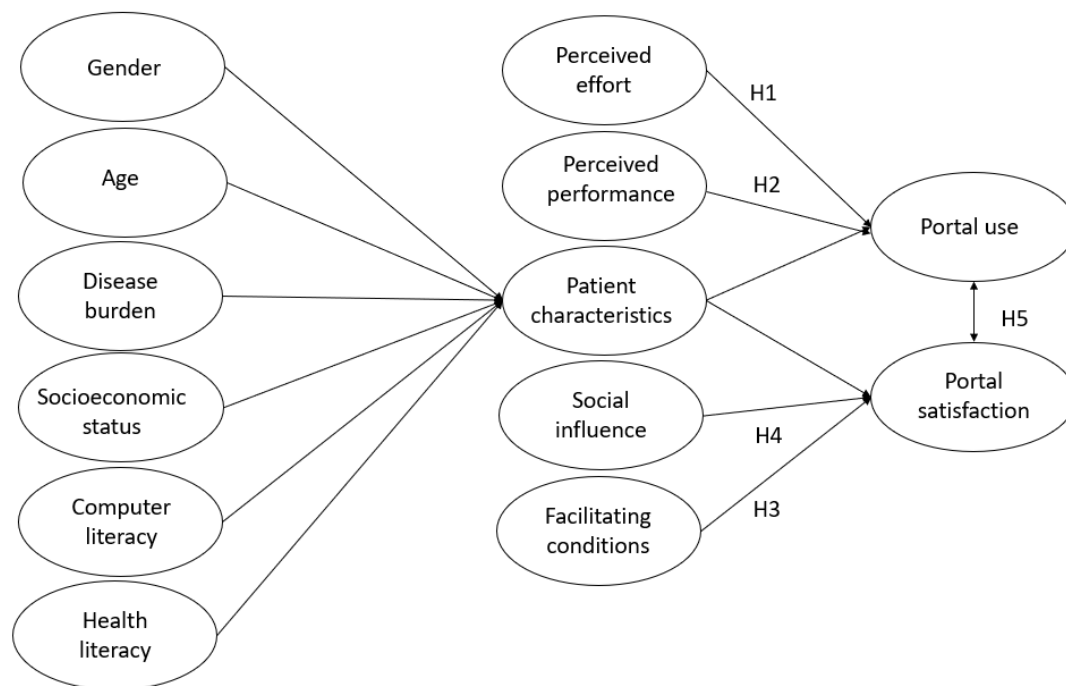 Gender
Age
Disease
burden
Socioeconomic
status
Computer
literacy
Health
literacy
Perceived
effort
Perceived
performance
Patient
characteristics
Social
influence
Facilitating
conditions
H1
H2
H4
H3
Portal use
H5
Portal
satisfaction